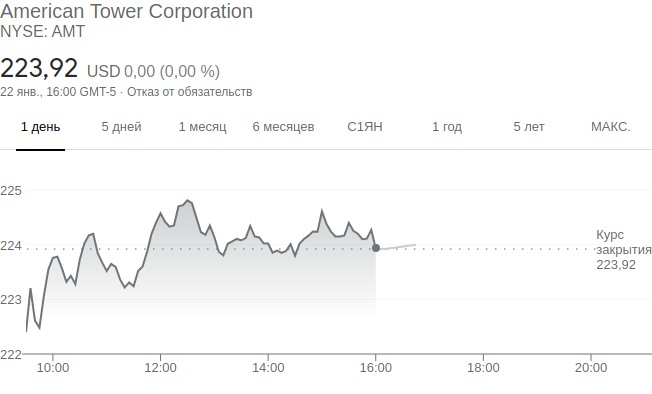 American Tower Corporation
NYSE: AMT
223,92 USD 0,00 (0,00 %)
22 янв., 16:00 GMT-5 · Отказ от обязательств
1 день 5 дней 1 месяц 6 месяцев С1ЯН 1 год 5 лет МАКС.
225
224
223
222
Курс
закрытия
223,92
10:00 12:00 14:00 16:00 18:00 20:00